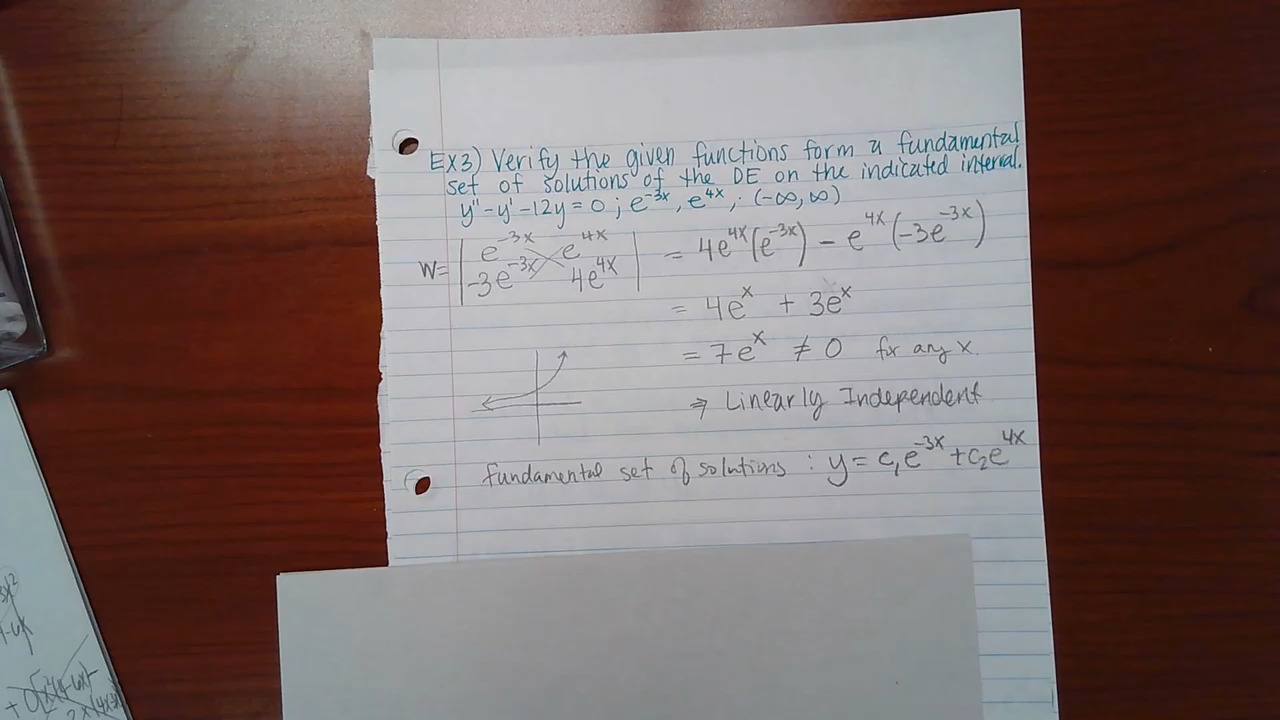 EX3) Verify the given functions form a fundamental
set of solutions of the DE on the indicated interval.
y''-y'-12y=0; e^-3x, e^4x, (-∞,∞)
W= | e^-3x e^4x | = 4e^4x(e^-3x) - e^4x(-3e^-3x)
-3e^-3x 4e^4x
= 4e^x + 3e^x
= 7e^x ≠ 0 for any x.
⇒ Linearly Independent
fundamental set of solutions: y = c₁e^-3x + c₂e^4x